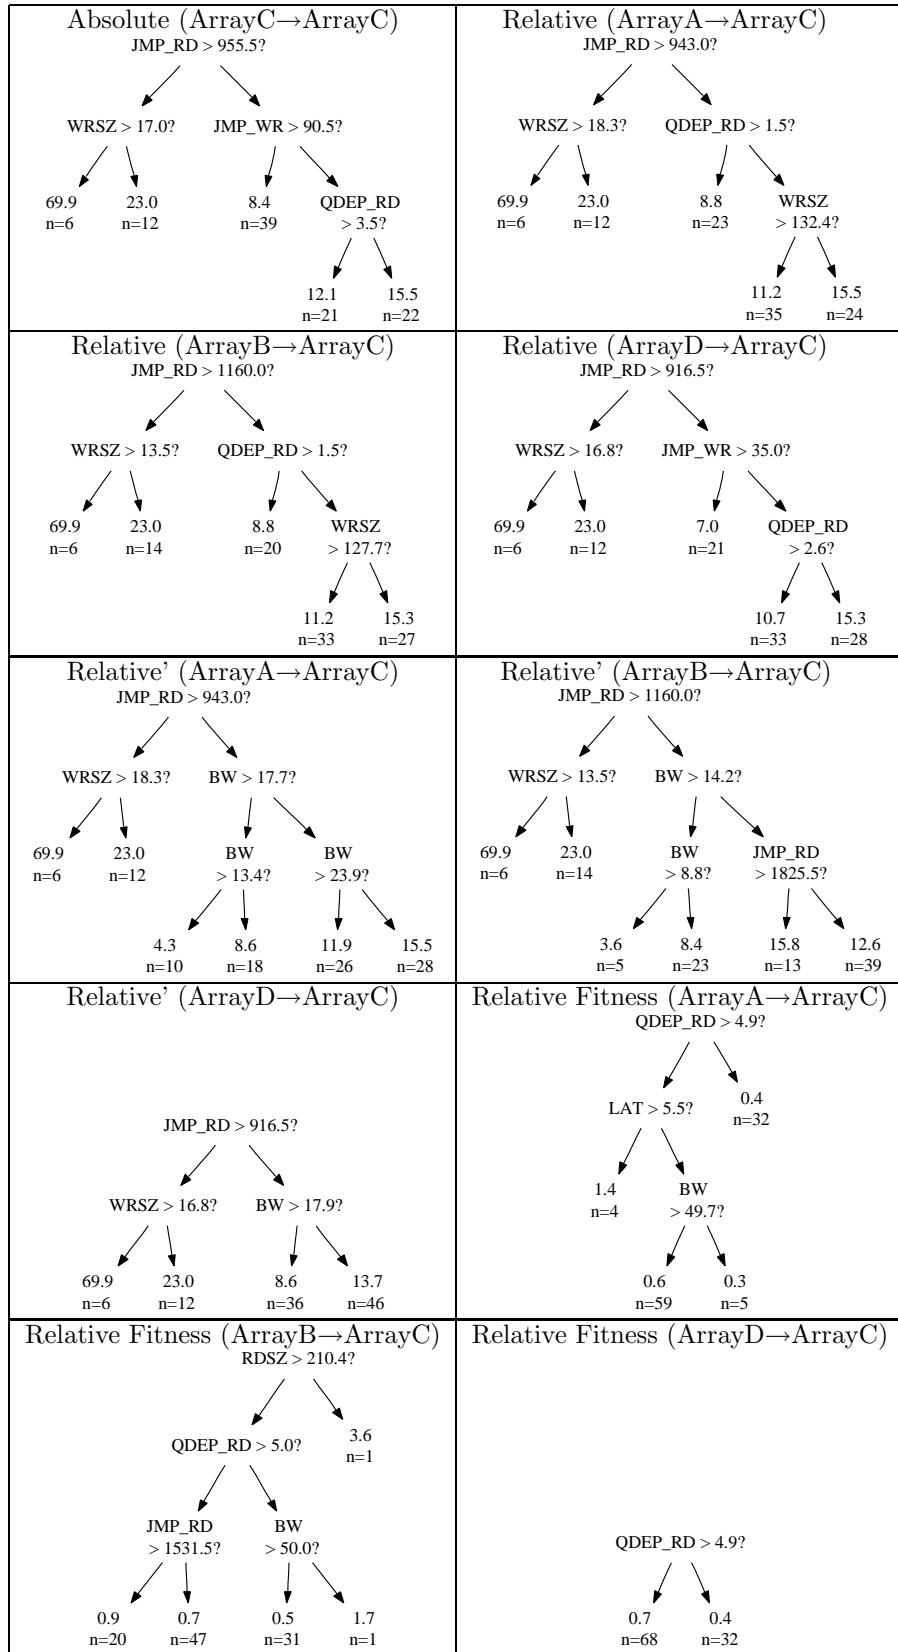 Absolute (ArrayC→ArrayC)
JMP_RD > 955.5?
WRSZ > 17.0?
JMP_WR > 90.5?
69.9
n=6
23.0
n=12
8.4
n=39
QDEP_RD
> 3.5?
12.1
n=21
15.5
n=22
Relative (ArrayA→ArrayC)
JMP_RD > 943.0?
WRSZ > 18.3?
QDEP_RD > 1.5?
69.9
n=6
23.0
n=12
8.8
n=23
WRSZ
> 132.4?
11.2
n=35
15.5
n=24
Relative (ArrayB→ArrayC)
JMP_RD > 1160.0?
WRSZ > 13.5?
QDEP_RD > 1.5?
69.9
n=6
23.0
n=14
8.8
n=20
WRSZ
> 127.7?
11.2
n=33
15.3
n=27
Relative (ArrayD→ArrayC)
JMP_RD > 916.5?
WRSZ > 16.8?
JMP_WR > 35.0?
69.9
n=6
23.0
n=12
7.0
n=21
QDEP_RD
> 2.6?
10.7
n=33
15.3
n=28
Relative' (ArrayA→ArrayC)
JMP_RD > 943.0?
WRSZ > 18.3?
BW > 17.7?
69.9
n=6
23.0
n=12
BW
> 13.4?
BW
> 23.9?
4.3
n=10
8.6
n=18
11.9
n=26
15.5
n=28
Relative' (ArrayB→ArrayC)
JMP_RD > 1160.0?
WRSZ > 13.5?
BW > 14.2?
69.9
n=6
23.0
n=14
BW
> 8.8?
JMP_RD
> 1825.5?
3.6
n=5
8.4
n=23
15.8
n=13
12.6
n=39
Relative' (ArrayD→ArrayC)
JMP_RD > 916.5?
WRSZ > 16.8?
BW > 17.9?
69.9
n=6
23.0
n=12
8.6
n=36
13.7
n=46
Relative Fitness (ArrayA→ArrayC)
QDEP_RD > 4.9?
LAT > 5.5?
0.4
n=32
1.4
n=4
BW
> 49.7?
0.6
n=59
0.3
n=5
Relative Fitness (ArrayB→ArrayC)
RDSZ > 210.4?
QDEP_RD > 5.0?
3.6
n=1
JMP_RD
> 1531.5?
BW
> 50.0?
0.9
n=20
0.7
n=47
0.5
n=31
1.7
n=1
Relative Fitness (ArrayD→ArrayC)
QDEP_RD > 4.9?
0.7
n=68
0.4
n=32